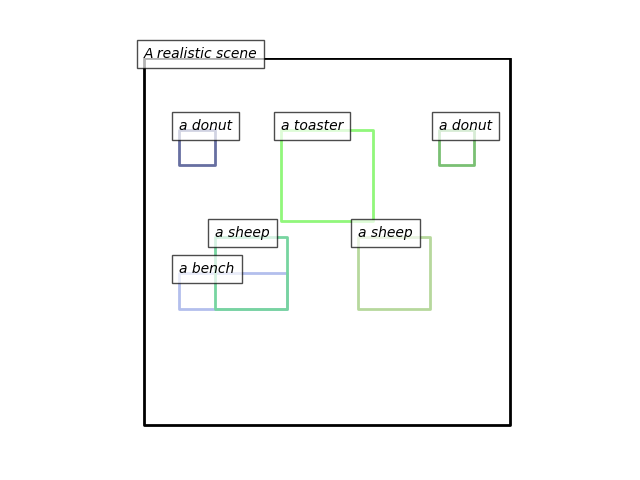 A realistic scene
a donut
a toaster
a donut
a sheep
a sheep
a bench